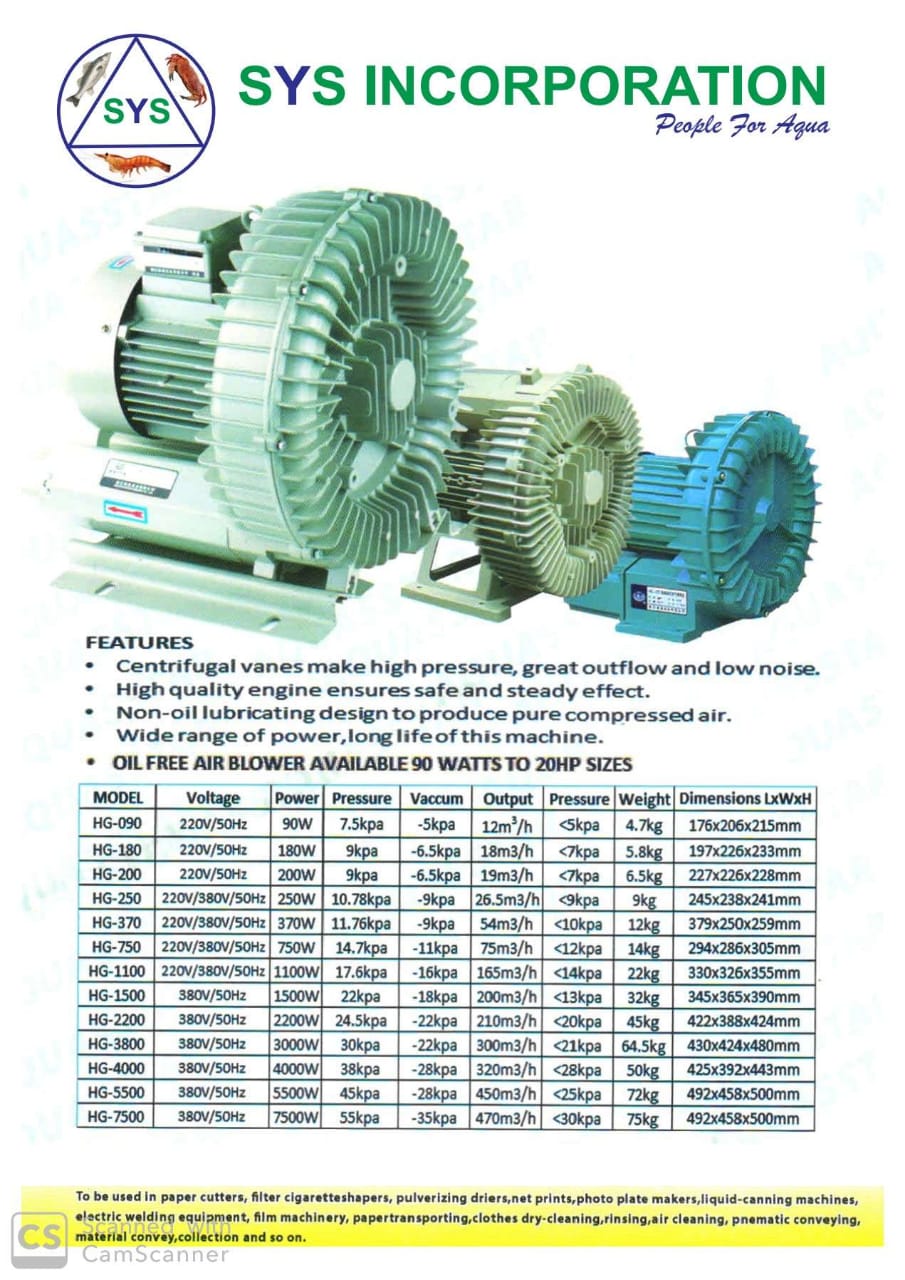 SYS
SYS INCORPORATION
People For Aqua
FEATURES
• Centrifugal vanes make high pressure, great outflow and low noise.
• High quality engine ensures safe and steady effect.
• Non-oil lubricating design to produce pure compressed air.
• Wide range of power,long life of this machine.
• OIL FREE AIR BLOWER AVAILABLE 90 WATTS TO 20HP SIZES
MODEL Voltage Power Pressure Vaccum Output Pressure Weight Dimensions LxWxH
HG-090 220V/50Hz 90W 7.5kpa -5kpa 12m³/h <5kpa 4.7kg 176x206x215mm
HG-180 220V/50Hz 180W 9kpa -6.5kpa 18m3/h <7kpa 5.8kg 197x226x233mm
HG-200 220V/50Hz 200W 9kpa -6.5kpa 19m3/h <7kpa 6.5kg 227x226x228mm
HG-250 220V/380V/50Hz 250W 10.78kpa -9kpa 26.5m3/h <9kpa 9kg 245x238x241mm
HG-370 220V/380V/50Hz 370W 11.76kpa -9kpa 54m3/h <10kpa 12kg 379x250x259mm
HG-750 220V/380V/50Hz 750W 14.7kpa -11kpa 75m3/h <12kpa 14kg 294x286x305mm
HG-1100 220V/380V/50Hz 1100W 17.6kpa -16kpa 165m3/h <14kpa 22kg 330x326x355mm
HG-1500 380V/50Hz 1500W 22kpa -18kpa 200m3/h <13kpa 32kg 345x365x390mm
HG-2200 380V/50Hz 2200W 24.5kpa -22kpa 210m3/h <20kpa 45kg 422x388x424mm
HG-3800 380V/50Hz 3000W 30kpa -22kpa 300m3/h <21kpa 64.5kg 430x424x480mm
HG-4000 380V/50Hz 4000W 38kpa -28kpa 320m3/h <28kpa 50kg 425x392x443mm
HG-5500 380V/50Hz 5500W 45kpa -28kpa 450m3/h <25kpa 72kg 492x458x500mm
HG-7500 380V/50Hz 7500W 55kpa -35kpa 470m3/h <30kpa 75kg 492x458x500mm
To be used in paper cutters, filter cigaretteshapers, pulverizing driers,net prints,photo plate makers,liquid-canning machines,
electric welding equipment, film machinery, papertransporting,clothes dry-cleaning,rinsing,air cleaning, pnematic conveying,
material convey,collection and so on.
CS Scanned with
CamScanner